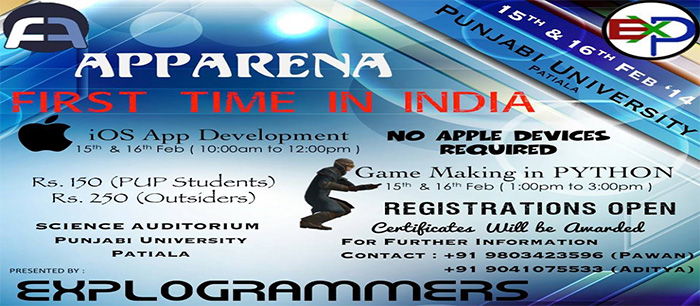 APPARENA
FIRST TIME IN INDIA
EXP
15TH & 16TH FEB '14
PUNJABI UNIVERSITY
PATIALA
iOS App Development
15th & 16th Feb ( 10:00am to 12:00pm )
NO APPLE DEVICES
REQUIRED
Rs. 150 (PUP Students)
Rs. 250 (Outsiders)
Game Making in PYTHON
15th & 16th Feb ( 1:00pm to 3:00pm )
REGISTRATIONS OPEN
Certificates Will be Awarded
SCIENCE AUDITORIUM
PUNJABI UNIVERSITY
PATIALA
FOR FURTHER INFORMATION
CONTACT : +91 9803423596 (PAWAN)
+91 9041075533 (ADITYA)
PRESENTED BY :
EXPLOGRAMMERS